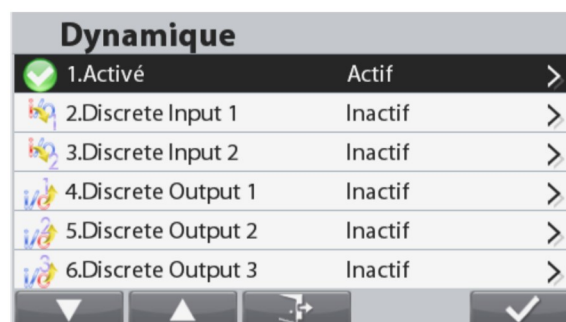 Dynamique
1.Activé Actif
2.Discrete Input 1 Inactif
3.Discrete Input 2 Inactif
4.Discrete Output 1 Inactif
5.Discrete Output 2 Inactif
6.Discrete Output 3 Inactif